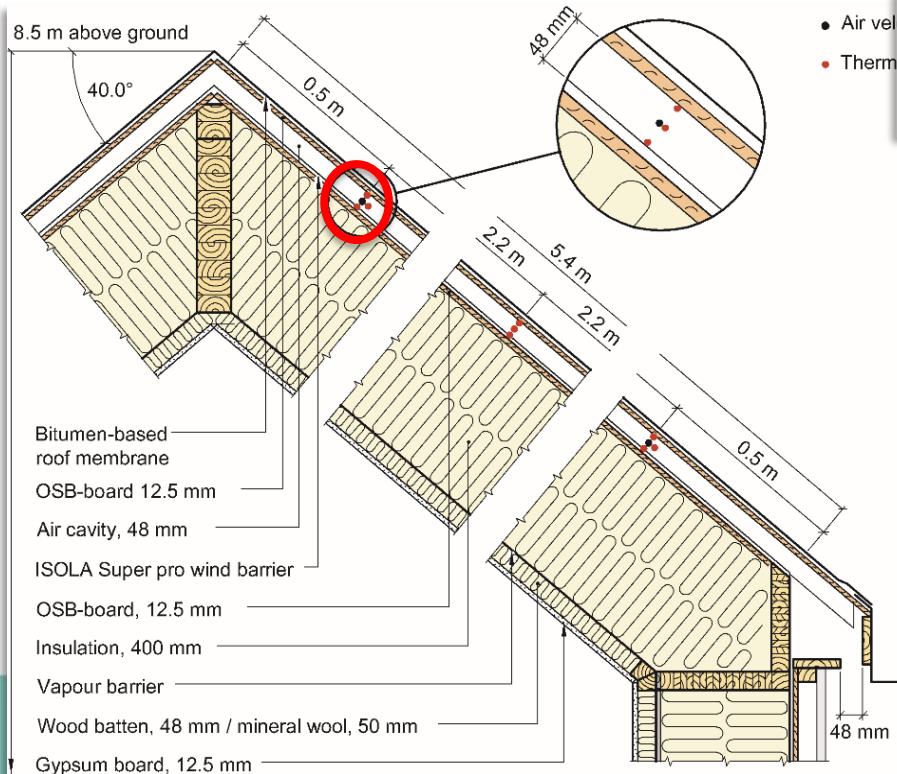 8.5 m above ground
40.0°
0.5 m
48 mm
Air
2.2 m
5.4 m
2.2 m
0.5 m
Bitumen-based
roof membrane
OSB-board 12.5 mm
Air cavity, 48 mm
ISOLA Super pro wind barrier
OSB-board, 12.5 mm
Insulation, 400 mm
Vapour barrier
Wood batten, 48 mm / mineral wool, 50 mm
48 mm
Gypsum board, 12.5 mm